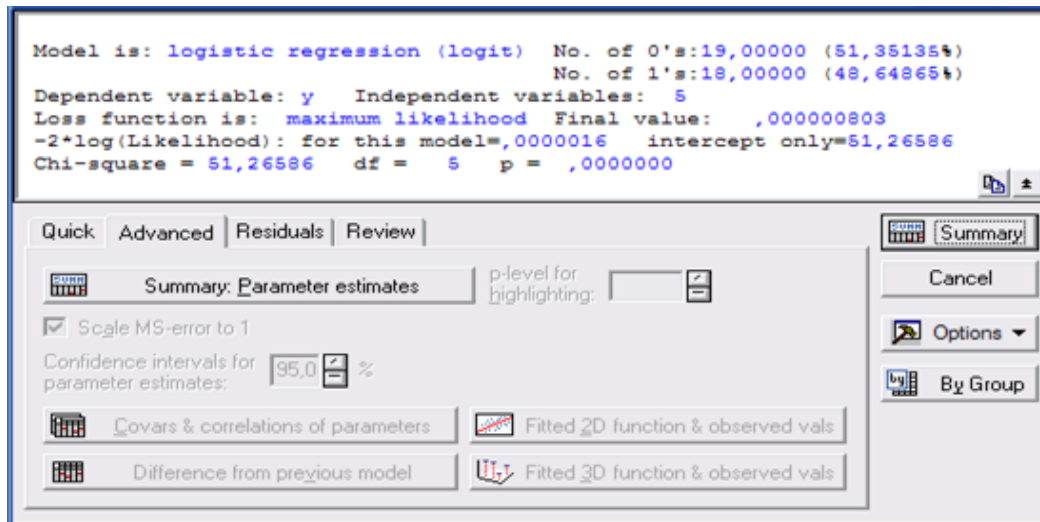 Model is: logistic regression (logit) No. of 0's:19,00000 (51,35135%)
No. of 1's:18,00000 (48,64865%)
Dependent variable: y Independent variables: 5
Loss function is: maximum likelihood Final value: ,000000803
-2*log(Likelihood): for this model=,0000016 intercept only=51,26586
Chi-square = 51,26586 df = 5 p = ,0000000
Quick Advanced Residuals Review
Summary
Summary: Parameter estimates
p-level for
highlighting:
Cancel
Scale MS-error to 1
Options
Confidence intervals for
parameter estimates:
95,0 %
By Group
Covars & correlations of parameters
Fitted 2D function & observed vals
Difference from previous model
Fitted 3D function & observed vals